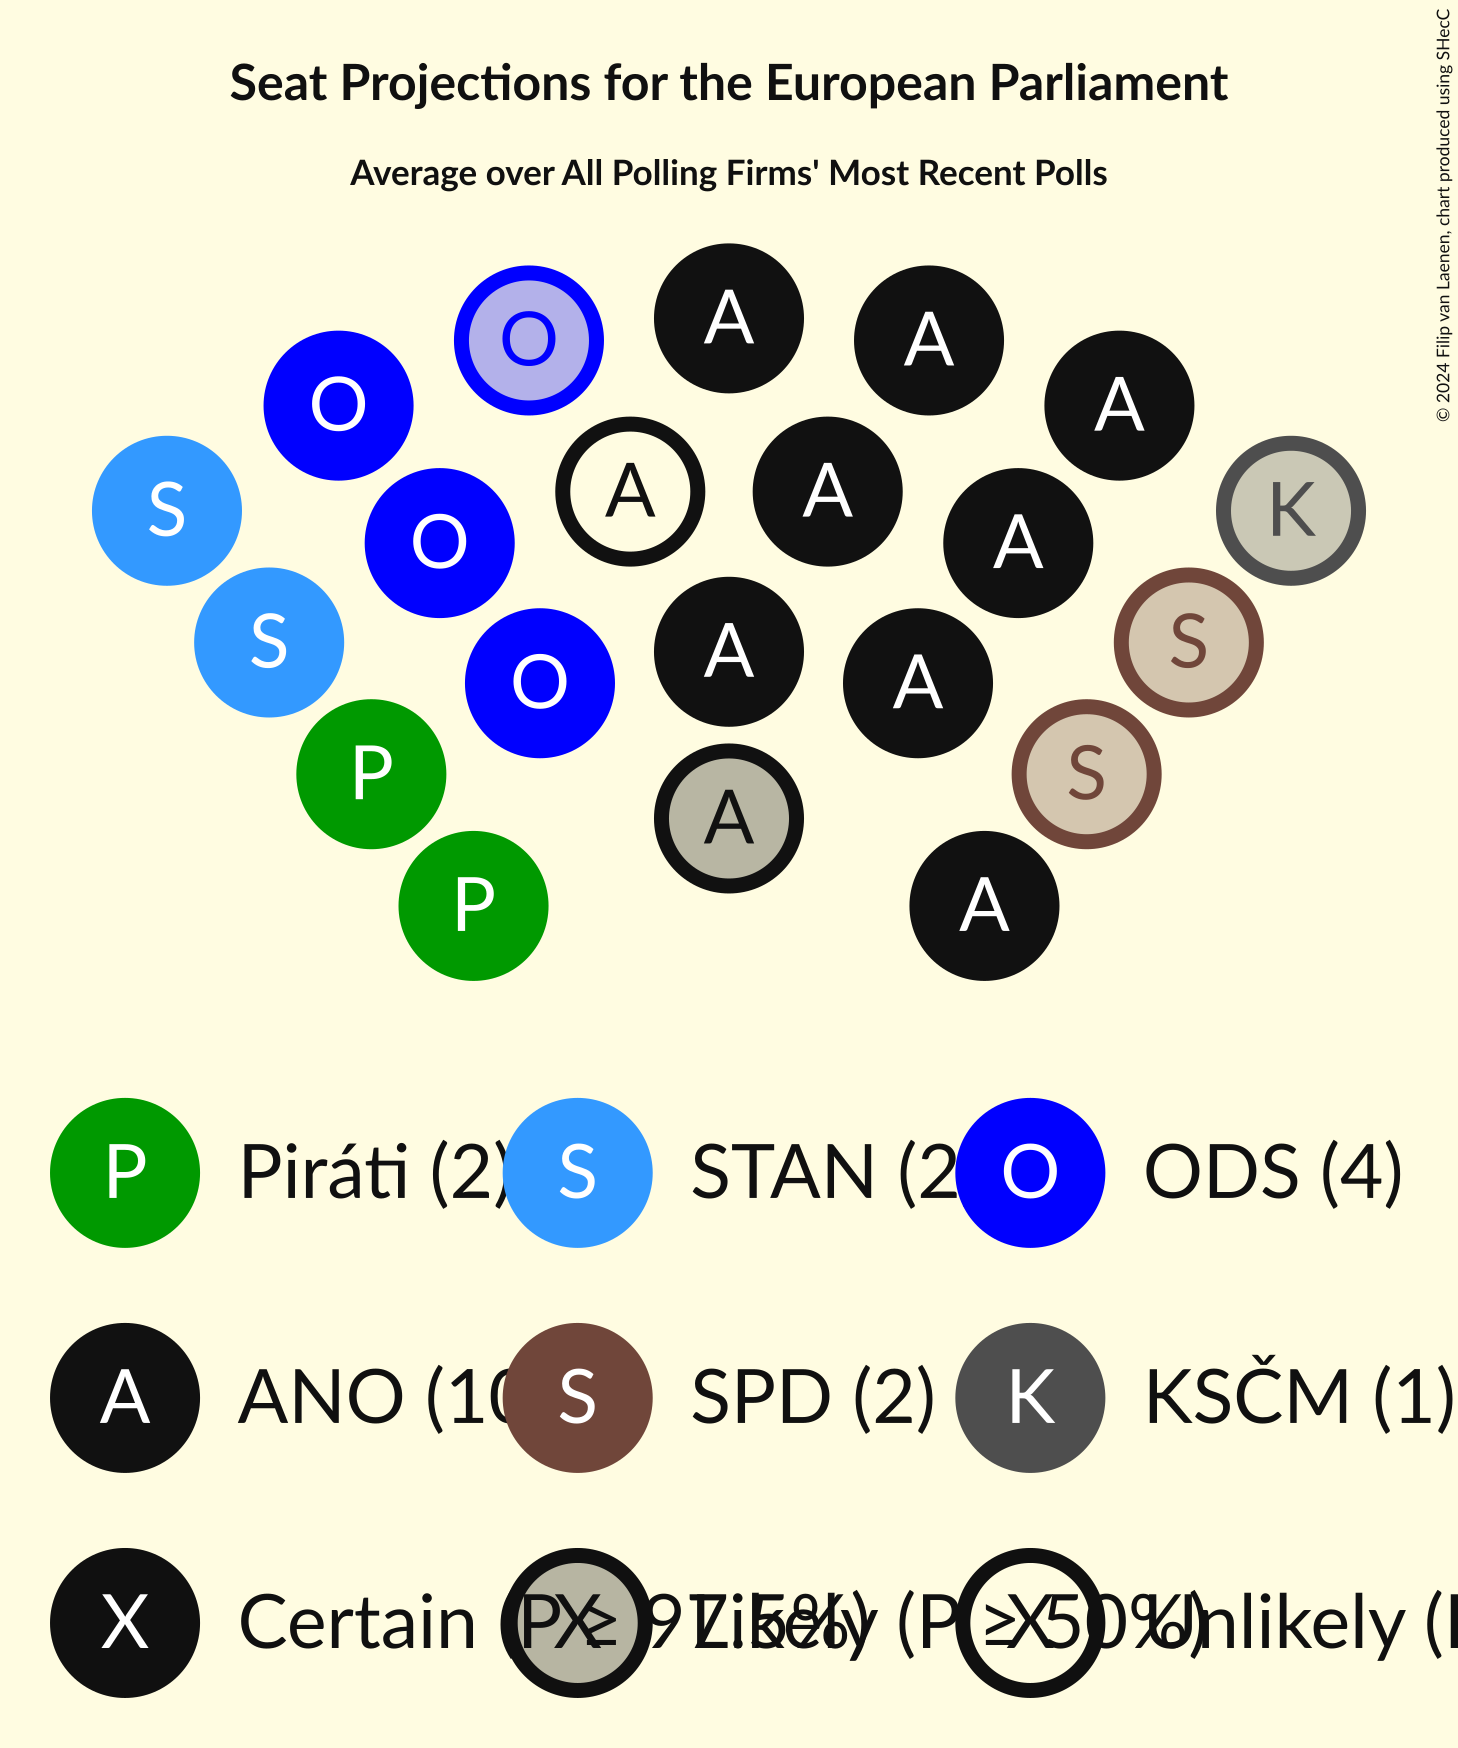 Seat Projections for the European Parliament
Average over All Polling Firms' Most Recent Polls
© 2024 Filip van Laenen, chart produced using SHecC
A
O A A
O A
S A A K
O A
S A S
O A
P S
A
P A
P Piráti (2) S STAN (2 O ODS (4)
A ANO (10 S SPD (2) K KSČM (1)
X Certain (P ≥ 97.5%) X Likely (P ≥ 50%) X Unlikely (